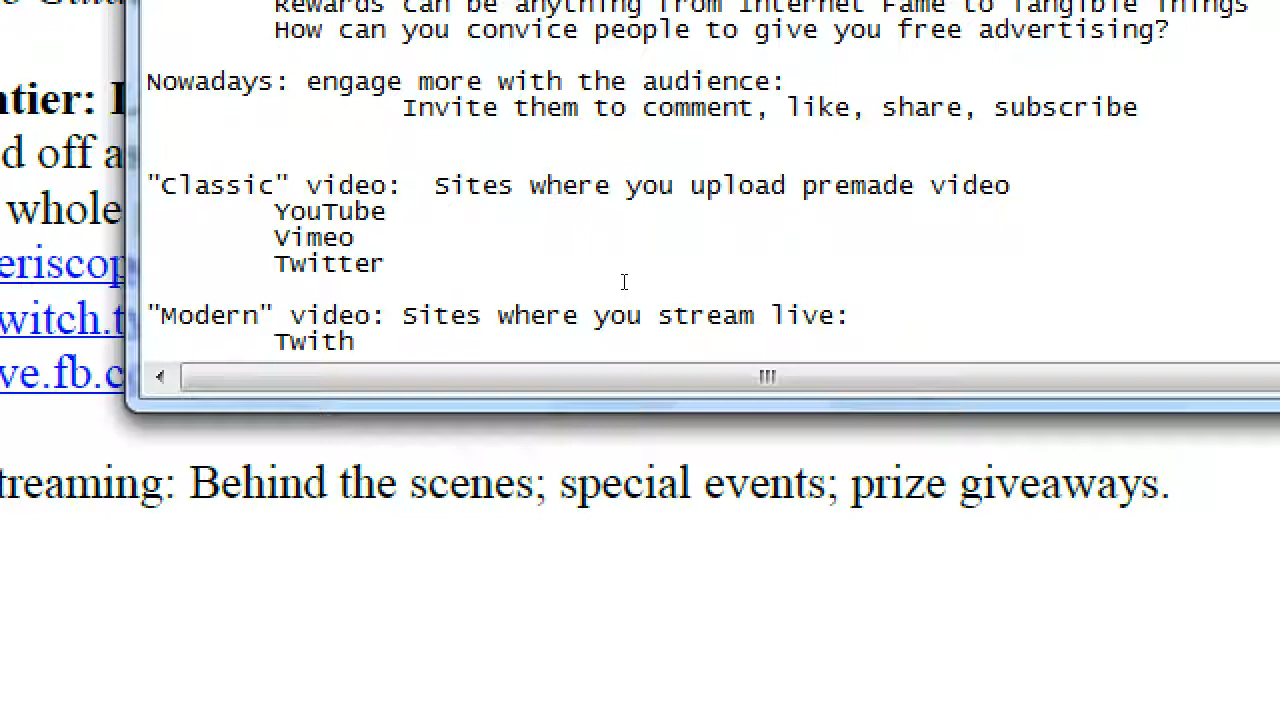 Rewards can be anything from Internet Fame to Tangible Things
How can you convice people to give you free advertising?
Nowadays: engage more with the audience:
Invite them to comment, like, share, subscribe
"Classic" video:  Sites where you upload premade video
YouTube
Vimeo
Twitter
"Modern" video: Sites where you stream live:
Twith
ntier:
d off a
whole
eriscop
witch.t
ve.fb.c
treaming: Behind the scenes; special events; prize giveaways.